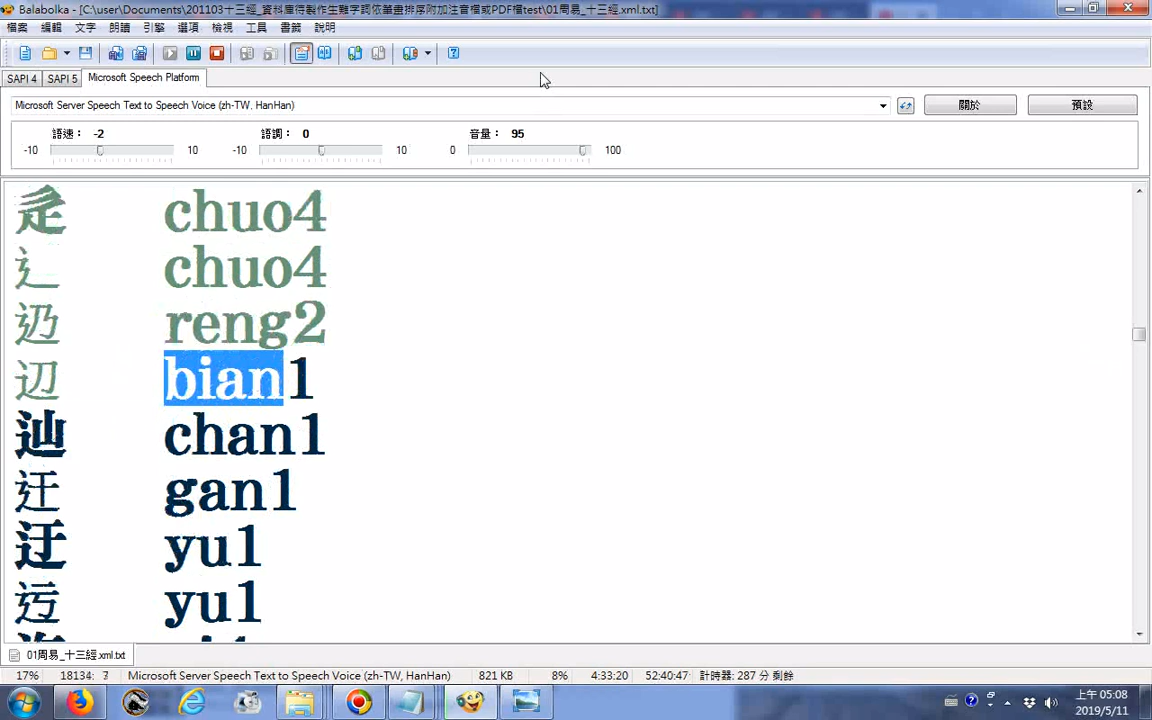 Balabolka - [C:\user\Documents\201103十三經_資料庫待製作生難字詞依筆畫排序附加注音檔或PDF檔test\01周易_十三經.xml.txt]
檔案 編輯 文字 朗讀 引擎 選項 檢視 工具 書籤 說明
SAPI 4 SAPI 5 Microsoft Speech Platform
Microsoft Server Speech Text to Speech Voice (zh-TW, HanHan) 關於 預設
語速： -2 語調： 0 音量： 95
-10 10 -10 10 0 100
辵 chuo4
辶 chuo4
辸 reng2
辺 bian1
辿 chan1
迀 gan1
迂 yu1
迃 yu1
01周易_十三經.xml.txt
17% 18134: 7 Microsoft Server Speech Text to Speech Voice (zh-TW, HanHan) 821 KB 8% 4:33:20 52:40:47 計時器: 287 分 剩餘
上午 05:08
2019/5/11